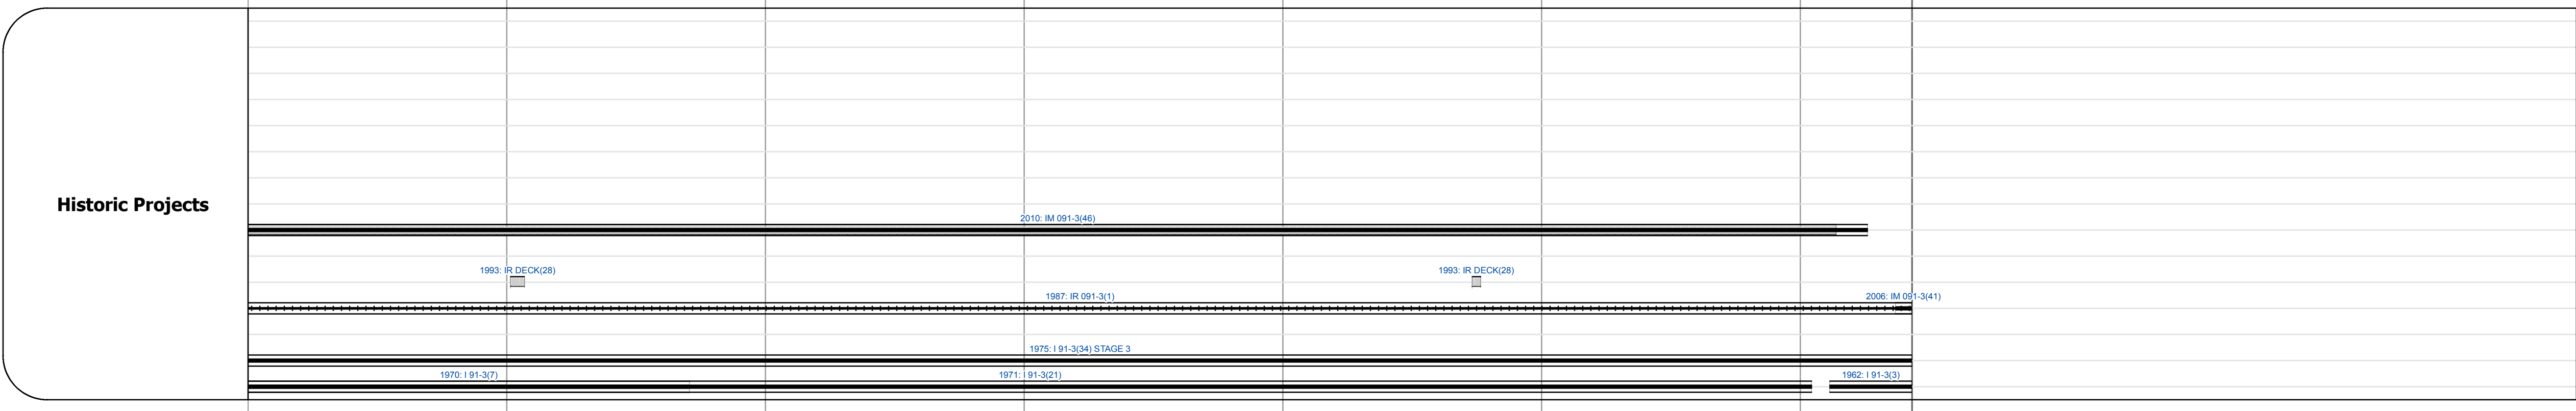 Historic Projects
2010: IM 091-3(46)
1993: IR DECK(28)
1993: IR DECK(28)
1987: IR 091-3(1)
2006: IM 091-3(41)
1975: I 91-3(34) STAGE 3
1970: I 91-3(7)
1971: I 91-3(21)
1962: I 91-3(3)